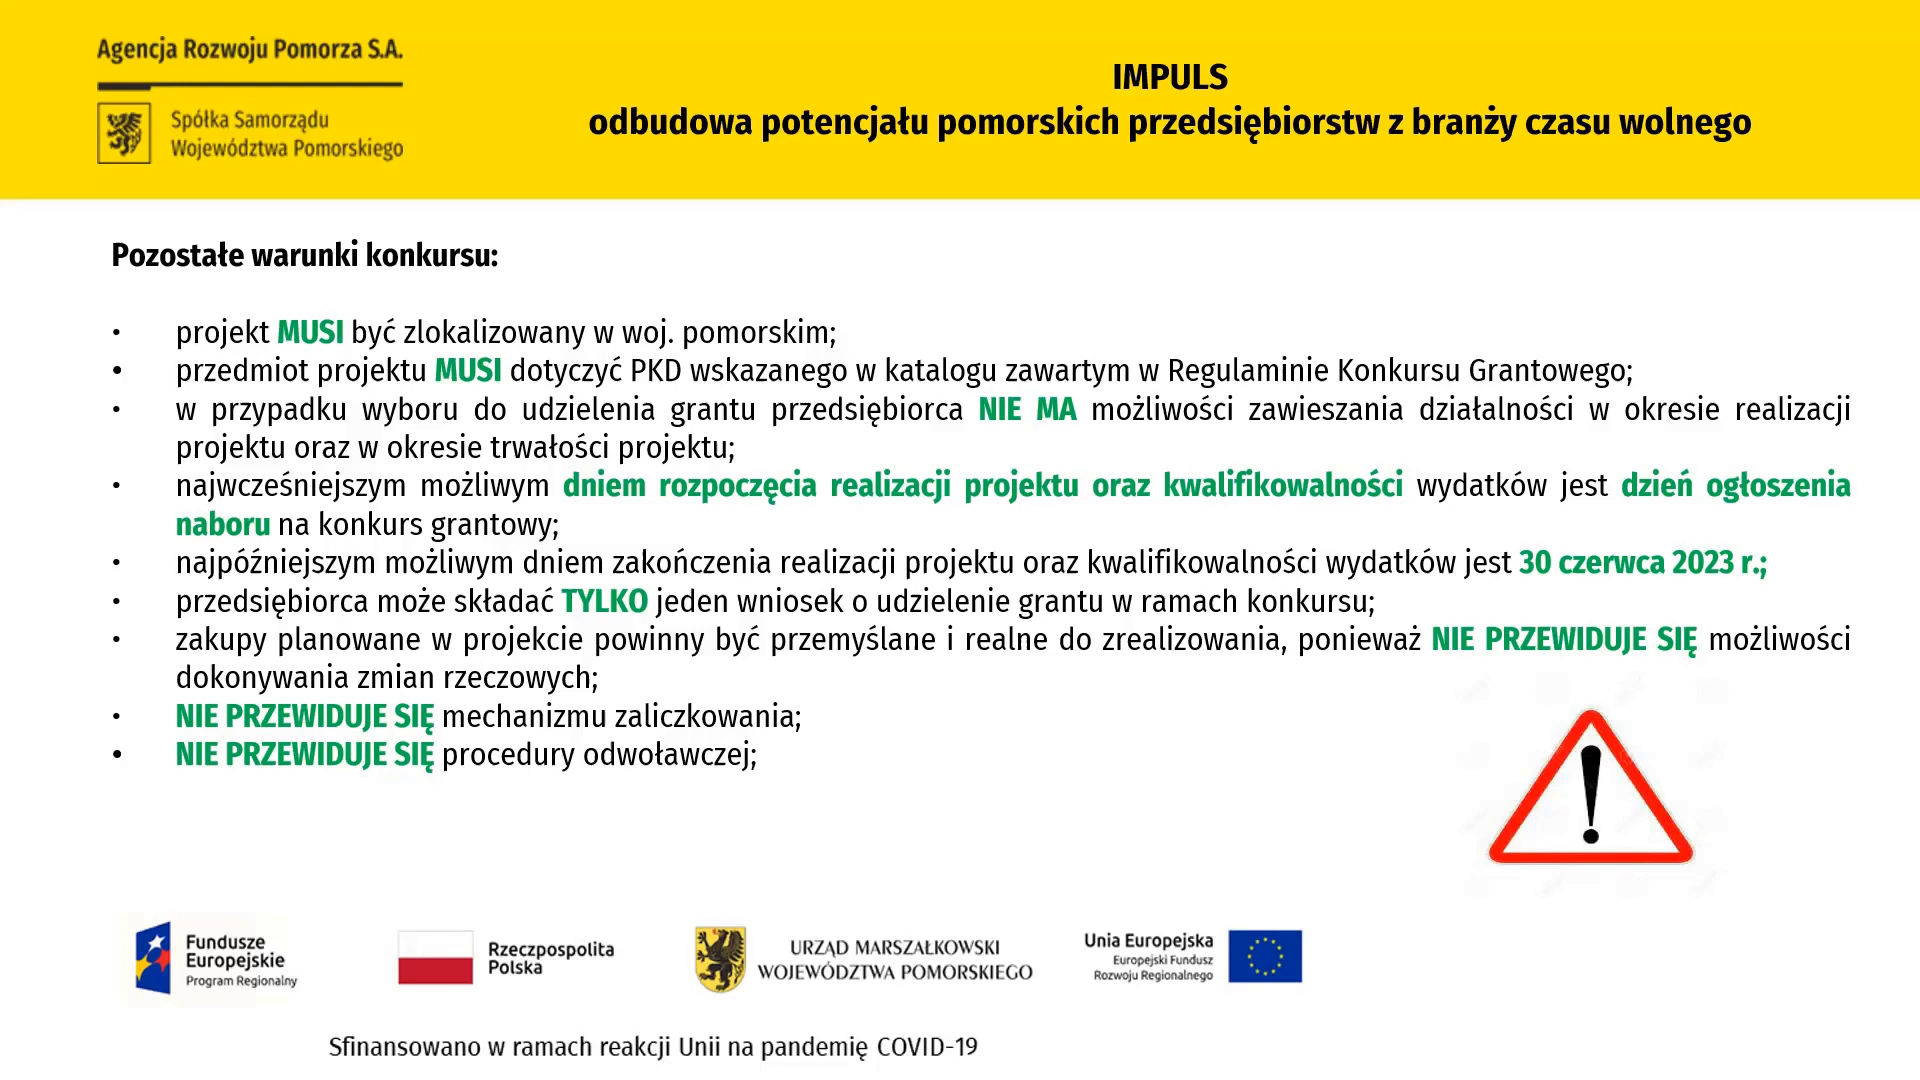 Agencja Rozwoju Pomorza S.A.
Spółka Samorządu
Województwa Pomorskiego
IMPULS
odbudowa potencjału pomorskich przedsiębiorstw z branży czasu wolnego
Pozostałe warunki konkursu:
• projekt MUSI być zlokalizowany w woj. pomorskim;
• przedmiot projektu MUSI dotyczyć PKD wskazanego w katalogu zawartym w Regulaminie Konkursu Grantowego;
• w przypadku wyboru do udzielenia grantu przedsiębiorca NIE MA możliwości zawieszania działalności w okresie realizacji
projektu oraz w okresie trwałości projektu;
• najwcześniejszym możliwym dniem rozpoczęcia realizacji projektu oraz kwalifikowalności wydatków jest dzień ogłoszenia
naboru na konkurs grantowy;
• najpóźniejszym możliwym dniem zakończenia realizacji projektu oraz kwalifikowalności wydatków jest 30 czerwca 2023 r.;
• przedsiębiorca może składać TYLKO jeden wniosek o udzielenie grantu w ramach konkursu;
• zakupy planowane w projekcie powinny być przemyślane i realne do zrealizowania, ponieważ NIE PRZEWIDUJE SIĘ możliwości
dokonywania zmian rzeczowych;
• NIE PRZEWIDUJE SIĘ mechanizmu zaliczkowania;
• NIE PRZEWIDUJE SIĘ procedury odwoławczej;
Fundusze
Europejskie
Program Regionalny
Rzeczpospolita
Polska
URZĄD MARSZAŁKOWSKI
WOJEWÓDZTWA POMORSKIEGO
Unia Europejska
Europejski Fundusz
Rozwoju Regionalnego
Sfinansowano w ramach reakcji Unii na pandemię COVID-19